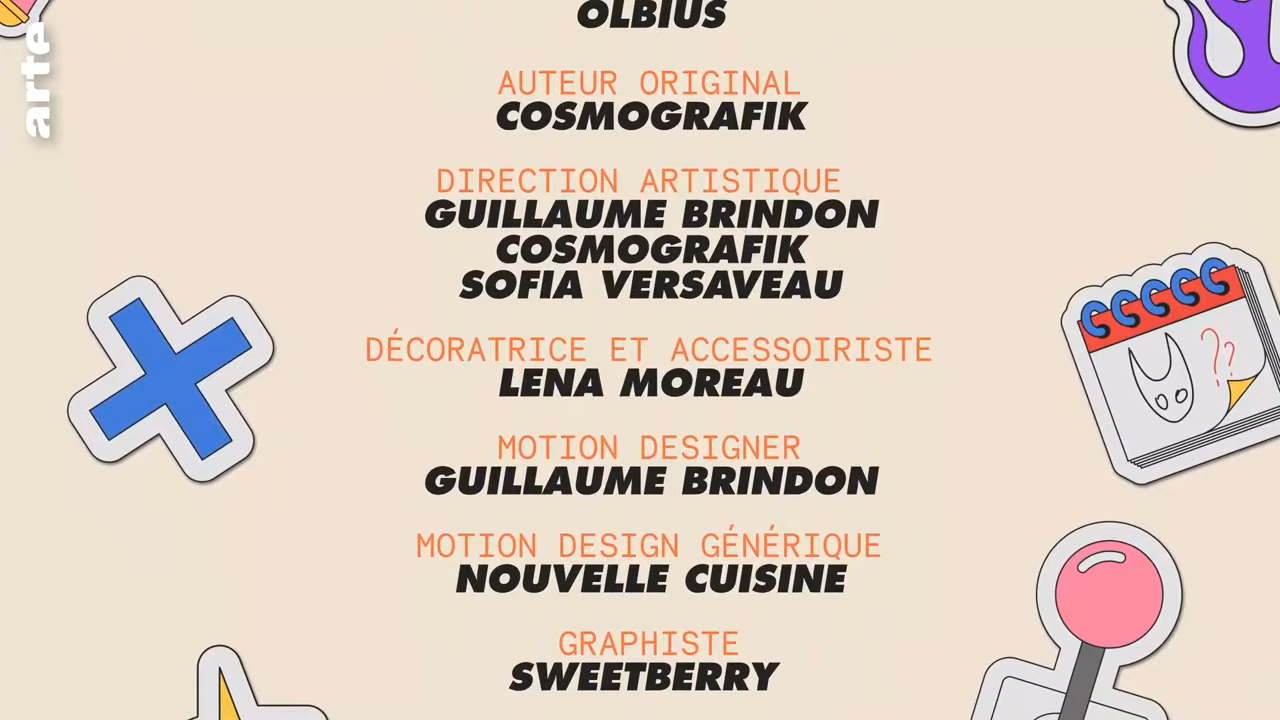 arte
OLBIUS
AUTEUR ORIGINAL
COSMOGRAFIK
DIRECTION ARTISTIQUE
GUILLAUME BRINDON
COSMOGRAFIK
SOFIA VERSAVEAU
DÉCORATRICE ET ACCESSOIRISTE
LENA MOREAU
MOTION DESIGNER
GUILLAUME BRINDON
MOTION DESIGN GÉNÉRIQUE
NOUVELLE CUISINE
GRAPHISTE
SWEETBERRY
??